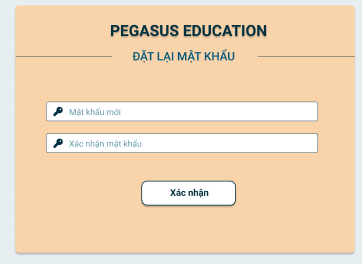 PEGASUS EDUCATION
ĐẶT LẠI MẬT KHẨU
Mật khẩu mới
Xác nhận mật khẩu
Xác nhận